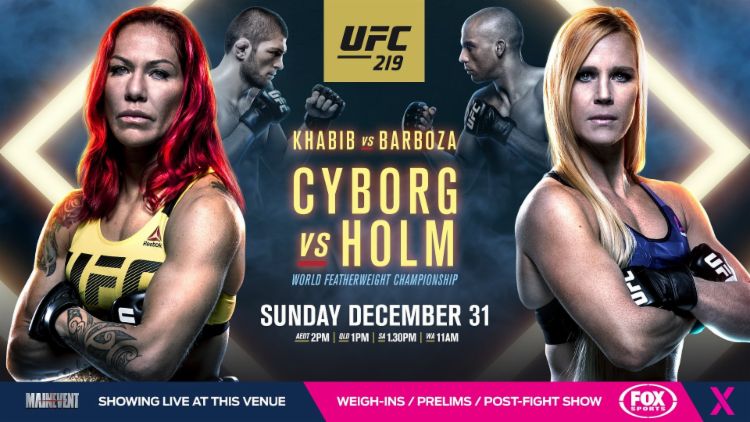 UFC
219
KHABIB VS BARBOZA
CYBORG
VS HOLM
WORLD FEATHERWEIGHT CHAMPIONSHIP
SUNDAY DECEMBER 31
AEDT 2PM | QLD 1PM | SA 1.30PM | WA 11AM
Reebok
UFC
UFC
UFC
UFC
MAINEVENT
SHOWING LIVE AT THIS VENUE
WEIGH-INS / PRELIMS / POST-FIGHT SHOW
FOX
SPORTS
X